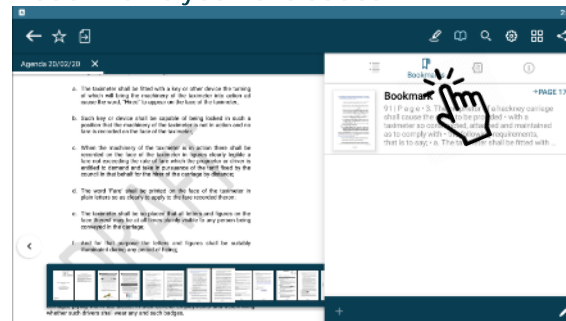 Agenda 20/02/20 X
a. The taximeter shall be fitted with a key or other device the turning
of which will bring the machinery of the taximeter into action and
cause the word "Hired" to appear on the face of the taximeter.
b. Such key or device shall be capable of being locked in such a
position that the machinery of the taximeter is not in action and no
fare is recorded on the face of the taximeter;
c. When the machinery of the taximeter is in action there shall be
recorded on the face of the taximeter in figures clearly legible a
fare not exceeding the rate of fare which the proprietor or driver is
entitled to demand and take in pursuance of the tariff fixed by the
council in that behalf for the hire of the carriage by distance;
d. The word 'Fare' shall be printed on the face of the taximeter in
plain letters so as clearly to apply to the fare recorded thereon;
e. The taximeter shall be so placed that all letters and figures on the
face thereof may be at all times plainly visible to any person being
conveyed in the carriage;
f. And for that purpose the letters and figures shall be suitably
illuminated during any period of hiring;
DRAFT
whether such drivers shall wear any and such badges.
Bookmarks
Bookmark
PAGE 17
91 | P a g e • 3. The
of a hackney carriage
shall cause the
to be provided • with a
taximeter so
attached and maintained
as to comply with
following requirements,
that is to say; • a. The
shall be fitted with ...